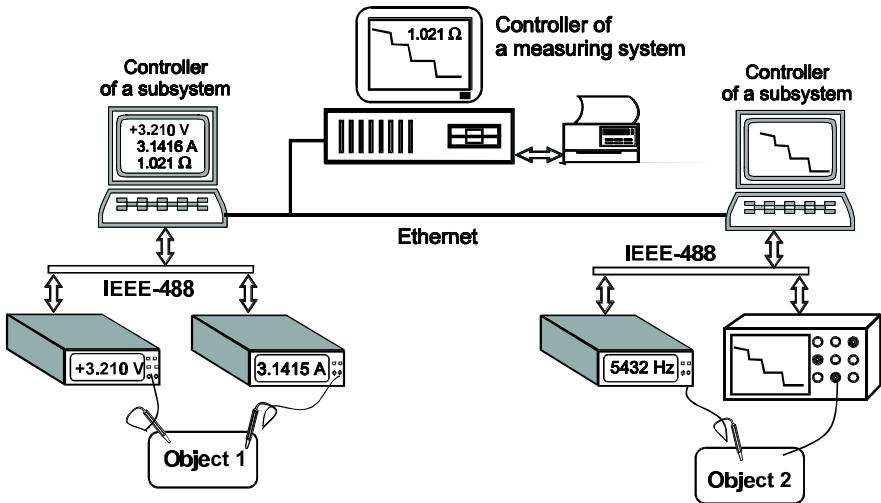 1.021 Ω
Controller of
a measuring system
Controller
of a subsystem
+3.210 V
3.1416 A
1.021 Ω
Controller
of a subsystem
Ethernet
IEEE-488
IEEE-488
+3.210 V
3.1415 A
5432 Hz
Object 1
Object 2